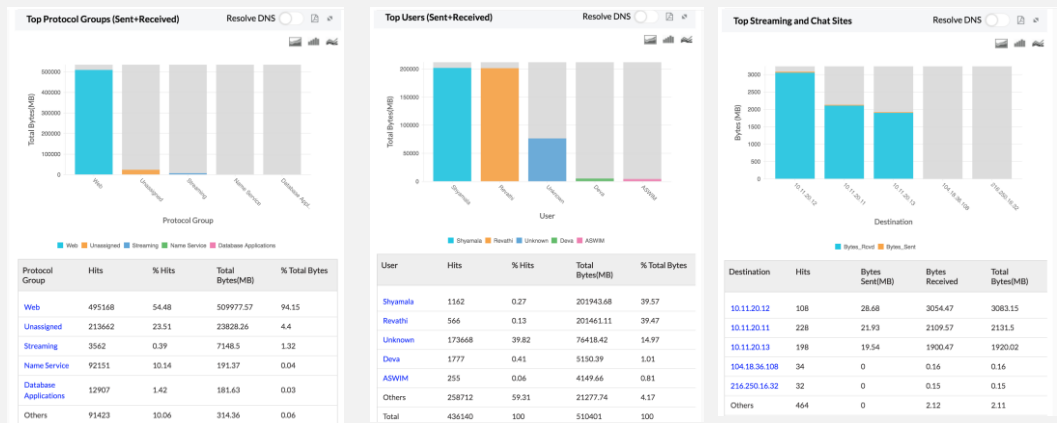 Top Protocol Groups (Sent+Received) Resolve DNS
Total Bytes(MB)
500000
400000
300000
200000
100000
0
Web Unassigned Streaming Name Service Database Appl...
Protocol Group
Web Unassigned Streaming Name Service Database Applications
Protocol Group Hits % Hits Total Bytes(MB) % Total Bytes
Web 495168 54.48 509977.57 94.15
Unassigned 213662 23.51 23828.26 4.4
Streaming 3562 0.39 7148.5 1.32
Name Service 92151 10.14 191.37 0.04
Database Applications 12907 1.42 181.63 0.03
Others 91423 10.06 314.36 0.06
Top Users (Sent+Received) Resolve DNS
Total Bytes(MB)
200000
150000
100000
50000
0
Shyamala Revathi Unknown Deva ASWIM
User
Shyamala Revathi Unknown Deva ASWIM
User Hits % Hits Total Bytes(MB) % Total Bytes
Shyamala 1162 0.27 201943.68 39.57
Revathi 566 0.13 201461.11 39.47
Unknown 173668 39.82 76418.42 14.97
Deva 1777 0.41 5150.39 1.01
ASWIM 255 0.06 4149.66 0.81
Others 258712 59.31 21277.74 4.17
Total 436140 100 510401 100
Top Streaming and Chat Sites Resolve DNS
Bytes (MB)
3000
2500
2000
1500
1000
500
0
10.11.20.12 10.11.20.11 10.11.20.13 104.18.36.108 216.250.16.32
Destination
Bytes_Rcvd Bytes_Sent
Destination Hits Bytes Sent(MB) Bytes Received Total Bytes(MB)
10.11.20.12 108 28.68 3054.47 3083.15
10.11.20.11 228 21.93 2109.57 2131.5
10.11.20.13 198 19.54 1900.47 1920.02
104.18.36.108 34 0 0.16 0.16
216.250.16.32 32 0 0.15 0.15
Others 464 0 2.12 2.11